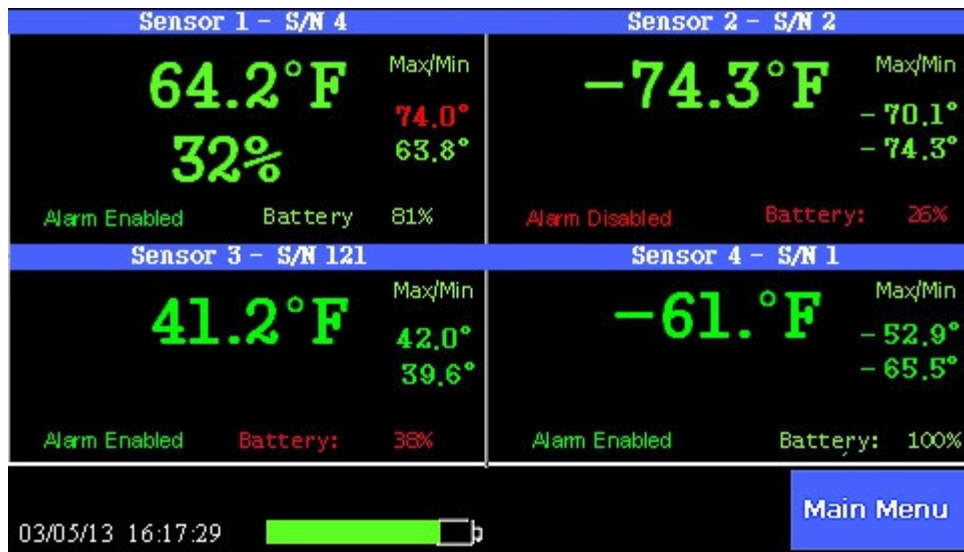 Sensor 1 - S/N 4
64.2°F
Max/Min
74.0°
32%
63.8°
Alarm Enabled Battery 81%
Sensor 2 - S/N 2
-74.3°F
Max/Min
-70.1°
-74.3°
Alarm Disabled Battery: 26%
Sensor 3 - S/N 121
41.2°F
Max/Min
42.0°
39.6°
Alarm Enabled Battery: 38%
Sensor 4 - S/N 1
-61.°F
Max/Min
-52.9°
-65.5°
Alarm Enabled Battery: 100%
03/05/13 16:17:29
Main Menu